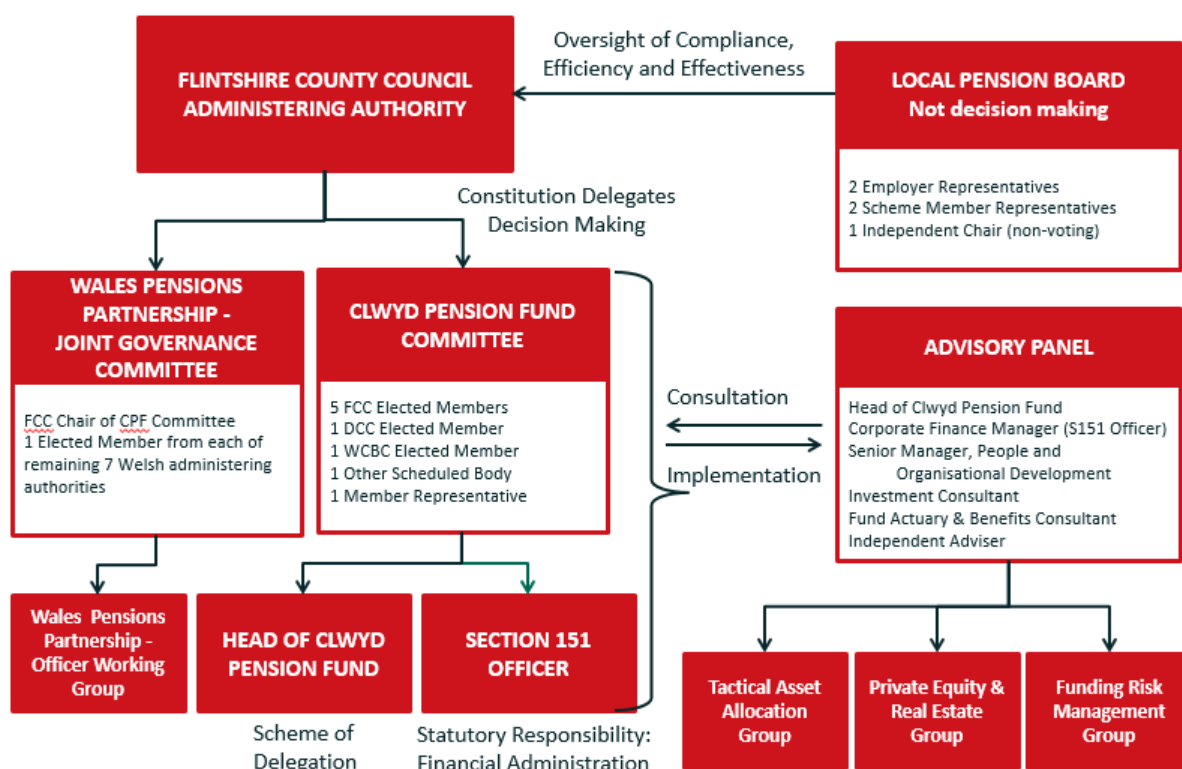 FLINTSHIRE COUNTY COUNCIL
ADMINISTERING AUTHORITY
Oversight of Compliance,
Efficiency and Effectiveness
LOCAL PENSION BOARD
Not decision making
2 Employer Representatives
2 Scheme Member Representatives
1 Independent Chair (non-voting)
Constitution Delegates
Decision Making
WALES PENSIONS
PARTNERSHIP -
JOINT GOVERNANCE
COMMITTEE
FCC Chair of CPF Committee
1 Elected Member from each of
remaining 7 Welsh administering
authorities
CLWYD PENSION FUND
COMMITTEE
5 FCC Elected Members
1 DCC Elected Member
1 WCBC Elected Member
1 Other Scheduled Body
1 Member Representative
Consultation
Implementation
ADVISORY PANEL
Head of Clwyd Pension Fund
Corporate Finance Manager (S151 Officer)
Senior Manager, People and
Organisational Development
Investment Consultant
Fund Actuary & Benefits Consultant
Independent Adviser
Wales Pensions
Partnership -
Officer Working
Group
HEAD OF CLWYD
PENSION FUND
SECTION 151
OFFICER
Scheme of
Delegation
Statutory Responsibility:
Financial Administration
Tactical Asset
Allocation
Group
Private Equity &
Real Estate
Group
Funding Risk
Management
Group